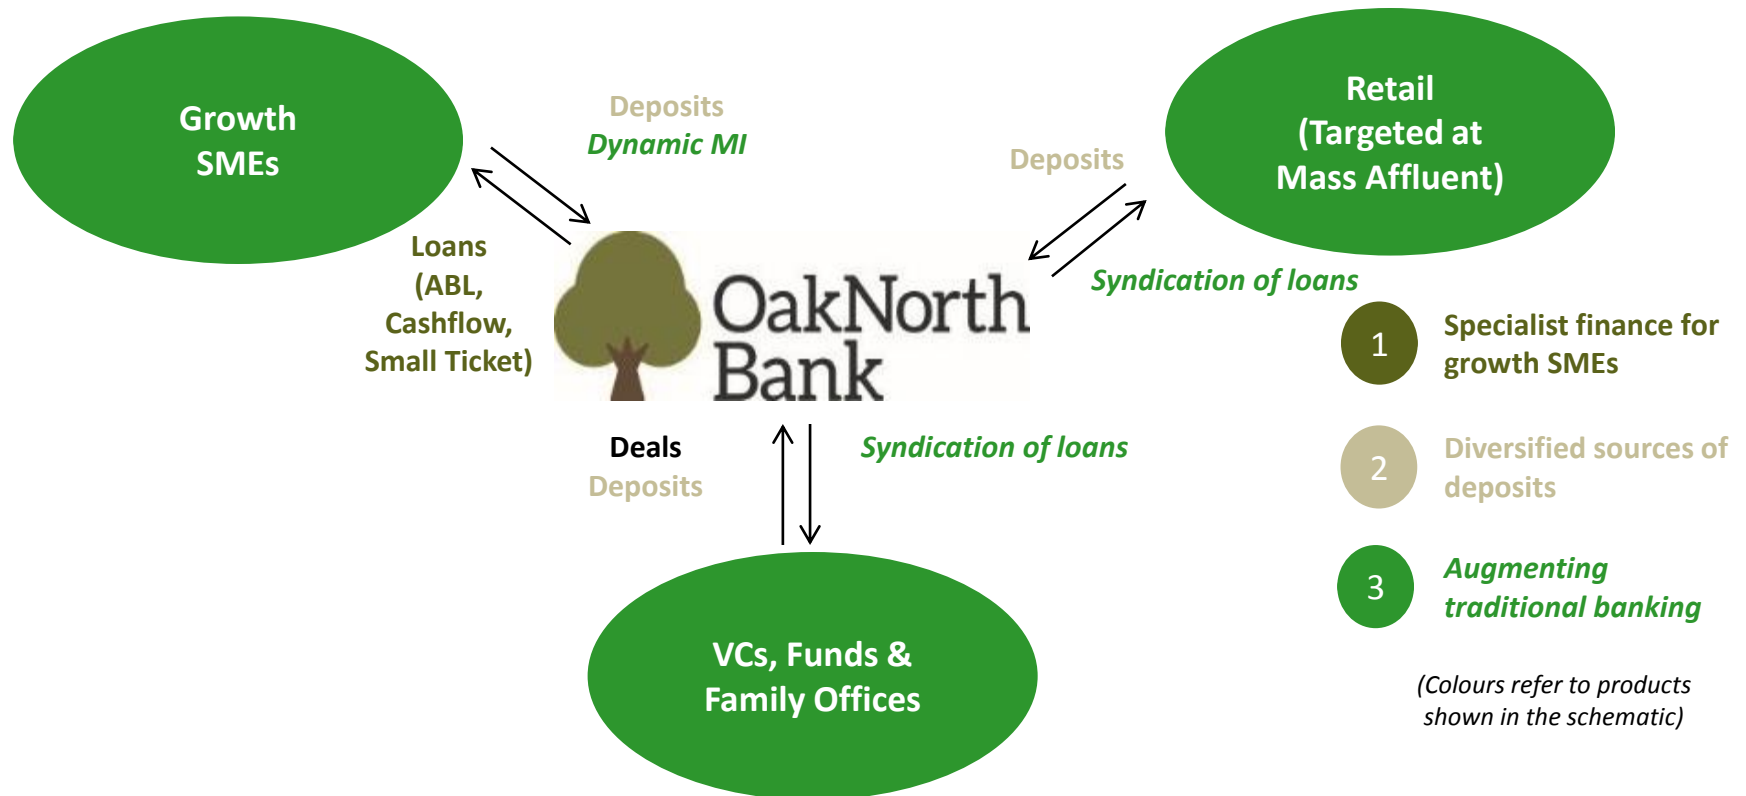 Growth
SMEs
Deposits
Dynamic MI
Deposits
Retail
(Targeted at
Mass Affluent)
Loans
(ABL,
Cashflow,
Small Ticket)
OakNorth
Bank
Syndication of loans
Deals
Deposits
Syndication of loans
VCs, Funds &
Family Offices
1
Specialist finance for
growth SMEs
2
Diversified sources of
deposits
3
Augmenting
traditional banking
(Colours refer to products
shown in the schematic)